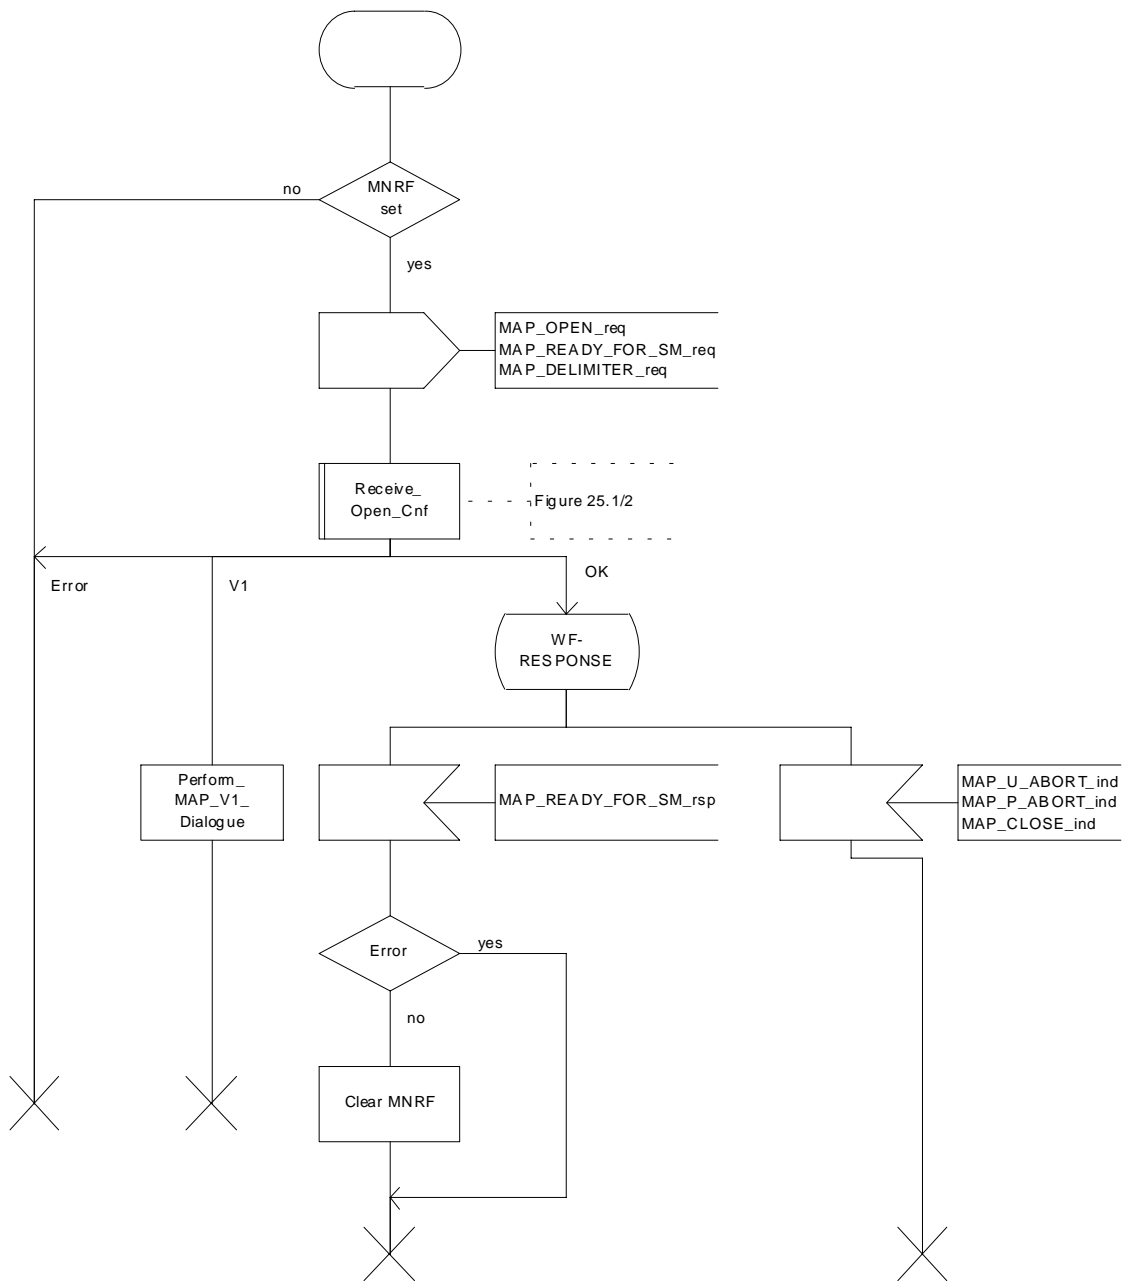 MNRF
set
no
yes
MAP_OPEN_req
MAP_READY_FOR_SM_req
MAP_DELIMITER_req
Receive_
Open_Cnf
Figure 25.1/2
Error
V1
OK
WF-
RESPONSE
Perform_
MAP_V1_
Dialogue
MAP_READY_FOR_SM_rsp
MAP_U_ABORT_ind
MAP_P_ABORT_ind
MAP_CLOSE_ind
Error
yes
no
Clear MNRF